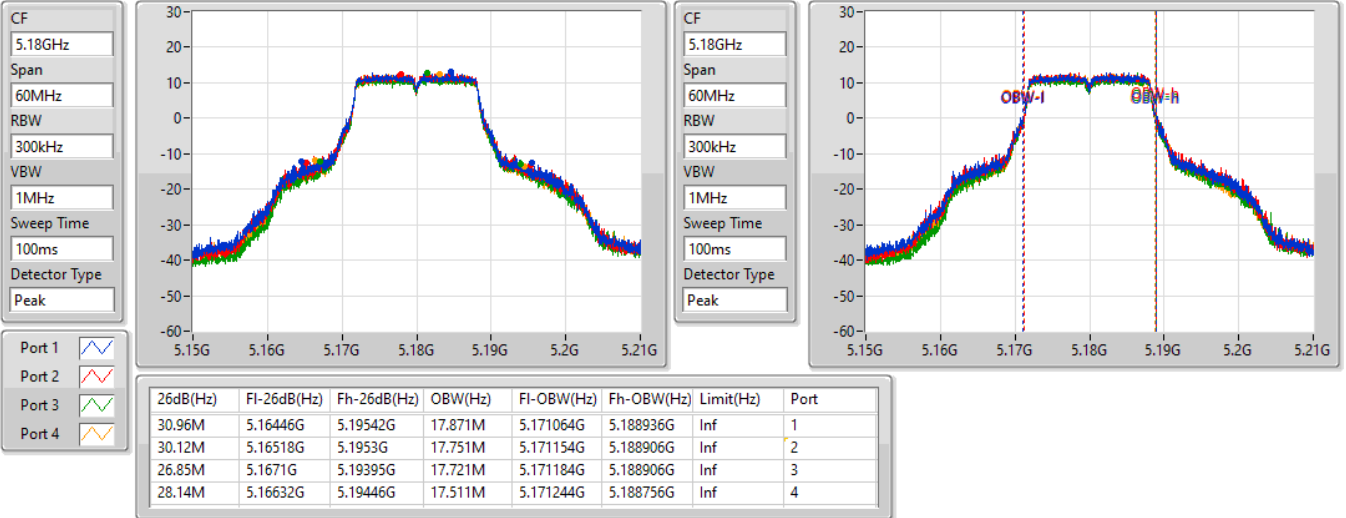 CF
5.18GHz
Span
60MHz
RBW
300kHz
VBW
1MHz
Sweep Time
100ms
Detector Type
Peak
Port 1
Port 2
Port 3
Port 4
30
20
10
0
-10
-20
-30
-40
-50
-60
5.15G 5.16G 5.17G 5.18G 5.19G 5.2G 5.21G
CF
5.18GHz
Span
60MHz
RBW
300kHz
VBW
1MHz
Sweep Time
100ms
Detector Type
Peak
30
20
10
0
-10
-20
-30
-40
-50
-60
OBW-l OBW-h
5.15G 5.16G 5.17G 5.18G 5.19G 5.2G 5.21G
26dB(Hz) Fl-26dB(Hz) Fh-26dB(Hz) OBW(Hz) Fl-OBW(Hz) Fh-OBW(Hz) Limit(Hz) Port
30.96M 5.16446G 5.19542G 17.871M 5.171064G 5.188936G Inf 1
30.12M 5.16518G 5.1953G 17.751M 5.171154G 5.188906G Inf 2
26.85M 5.1671G 5.19395G 17.721M 5.171184G 5.188906G Inf 3
28.14M 5.16632G 5.19446G 17.511M 5.171244G 5.188756G Inf 4